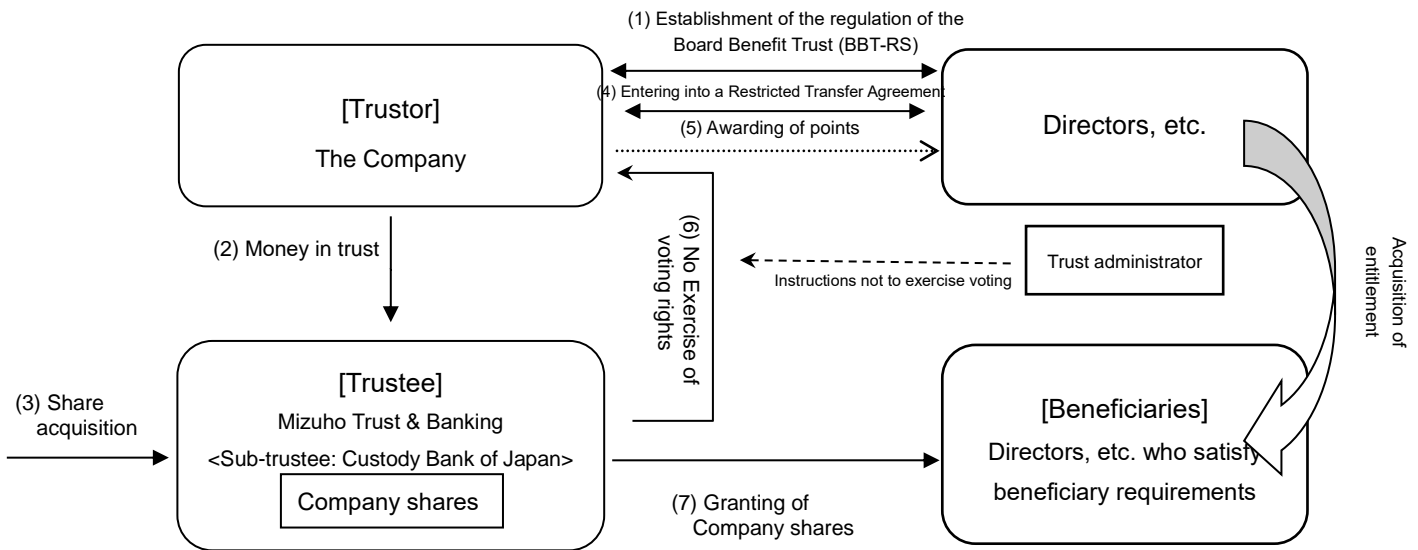 (1) Establishment of the regulation of the
Board Benefit Trust (BBT-RS)
(4) Entering into a Restricted Transfer Agreement
(5) Awarding of points
[Trustor]
The Company
Directors, etc.
(2) Money in trust
(6) No Exercise of
voting rights
Instructions not to exercise voting
Trust administrator
Acquisition of
entitlement
(3) Share
acquisition
[Trustee]
Mizuho Trust & Banking
<Sub-trustee: Custody Bank of Japan>
Company shares
(7) Granting of
Company shares
[Beneficiaries]
Directors, etc. who satisfy
beneficiary requirements